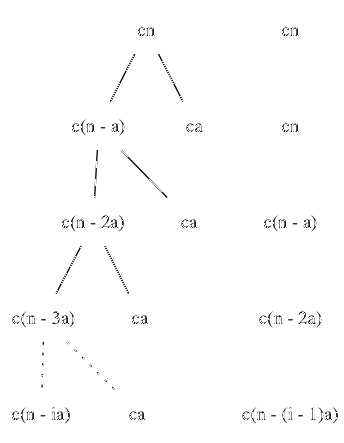 cn cn
c(n - a) ca cn
c(n - 2a) ca c(n - a)
c(n - 3a) ca c(n - 2a)
c(n - ia) ca c(n - (i - 1)a)